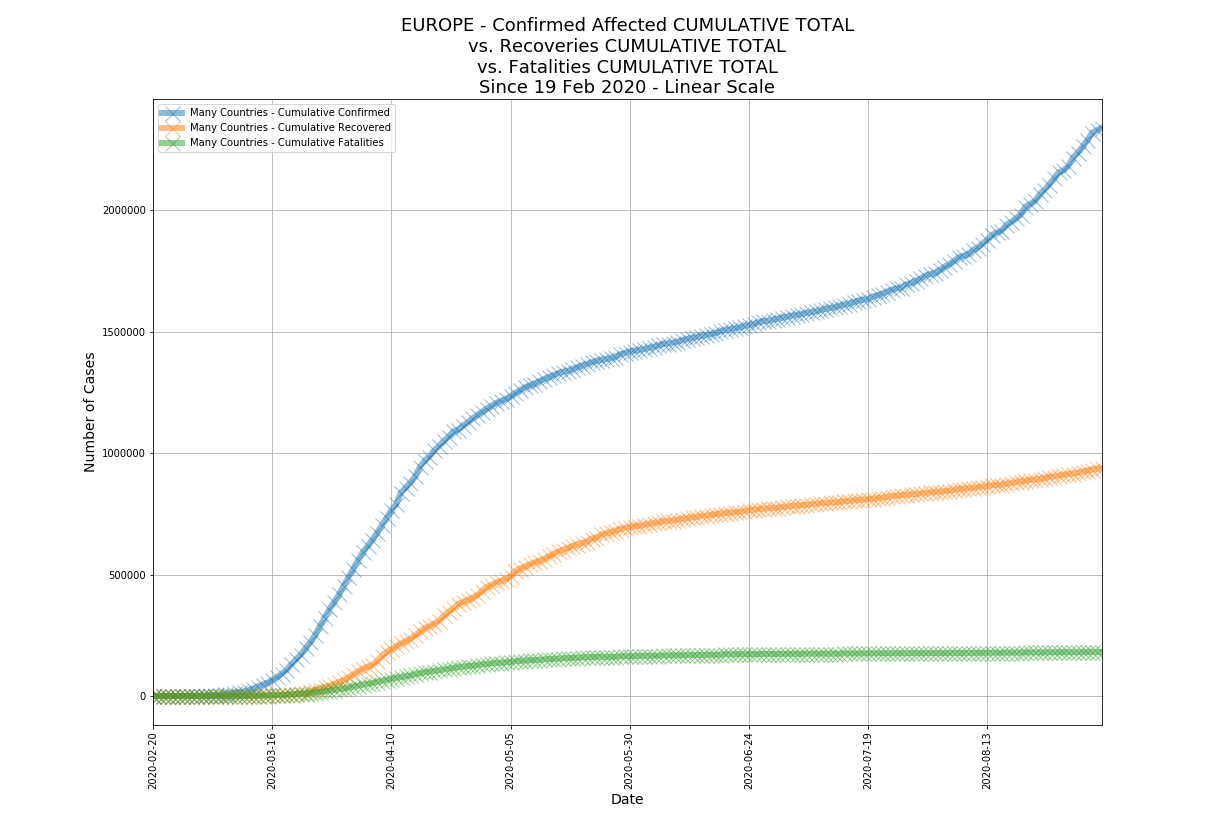 EUROPE - Confirmed Affected CUMULATIVE TOTAL
vs. Recoveries CUMULATIVE TOTAL
vs. Fatalities CUMULATIVE TOTAL
Since 19 Feb 2020 - Linear Scale
Many Countries - Cumulative Confirmed
Many Countries - Cumulative Recovered
Many Countries - Cumulative Fatalities
Number of Cases
2000000
1500000
1000000
500000
0
2020-02-20
2020-03-16
2020-04-10
2020-05-05
2020-05-30
2020-06-24
2020-07-19
2020-08-13
Date